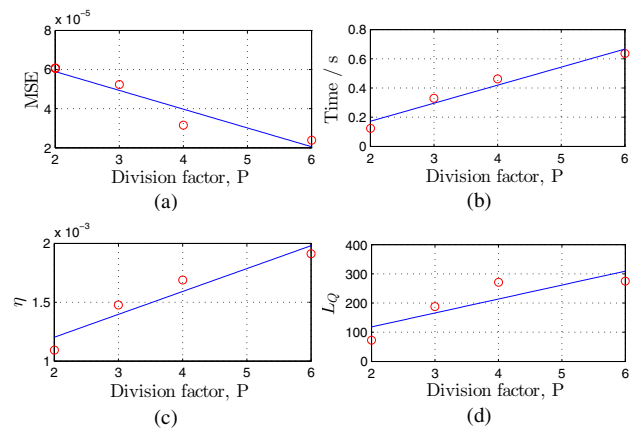 x 10⁻⁵
8
6
4
2
MSE
2 3 4 5 6
Division factor, P
(a)
0.8
0.6
0.4
0.2
0
Time / s
2 3 4 5 6
Division factor, P
(b)
x 10⁻³
2
1.5
1
η
2 3 4 5 6
Division factor, P
(c)
400
300
200
100
0
L_Q
2 3 4 5 6
Division factor, P
(d)